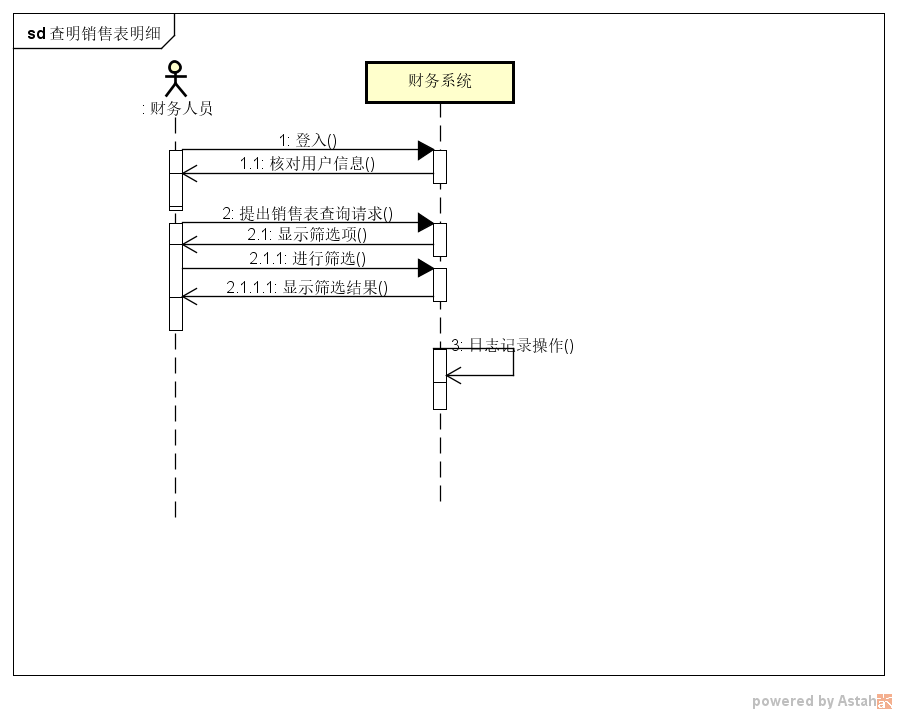 sd 查明销售表明细
: 财务人员
财务系统
1: 登入()
1.1: 核对用户信息()
2: 提出销售表查询请求()
2.1: 显示筛选项()
2.1.1: 进行筛选()
2.1.1.1: 显示筛选结果()
3: 日志记录操作()
powered by Astah